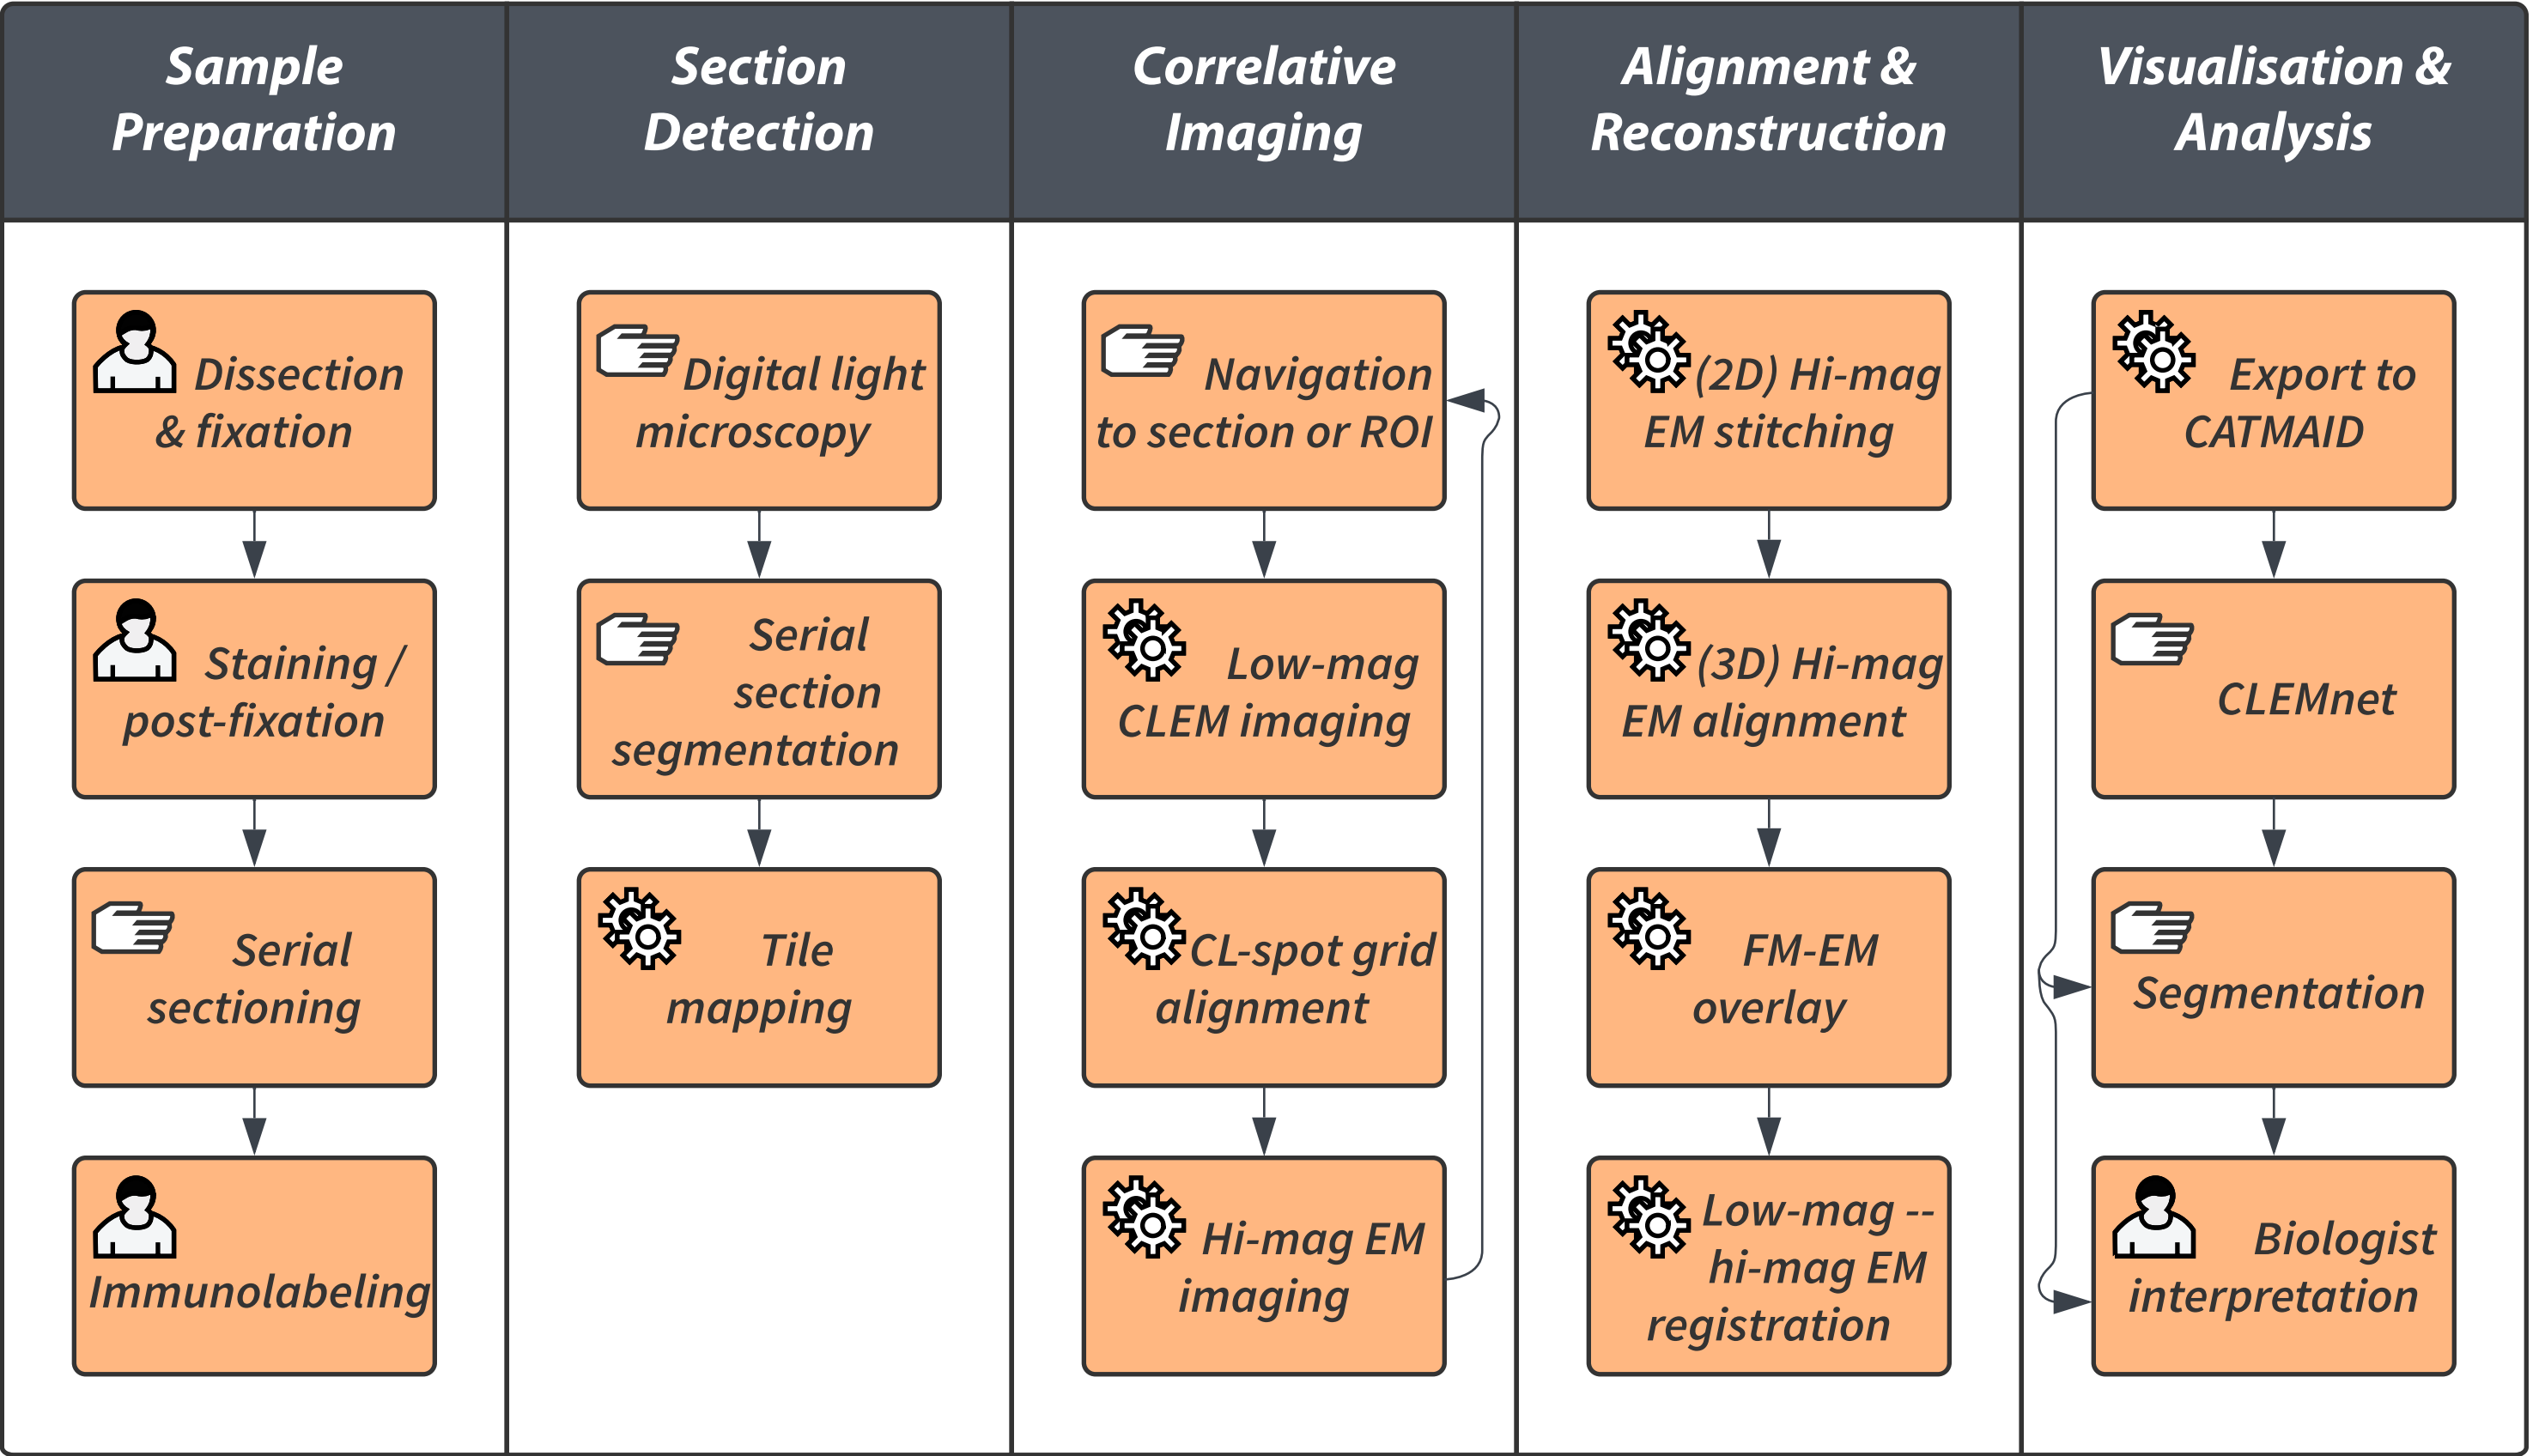 Sample
Preparation
Section
Detection
Correlative
Imaging
Alignment &
Reconstruction
Visualisation &
Analysis
Dissection
& fixation
Staining /
post-fixation
Serial
sectioning
Immunolabeling
Digital light
microscopy
Serial
section
segmentation
Tile
mapping
Navigation
to section or ROI
Low-mag
CLEM imaging
CL-spot grid
alignment
Hi-mag EM
imaging
(2D) Hi-mag
EM stitching
(3D) Hi-mag
EM alignment
FM-EM
overlay
Low-mag --
hi-mag EM
registration
Export to
CATMAID
CLEMnet
Segmentation
Biologist
interpretation